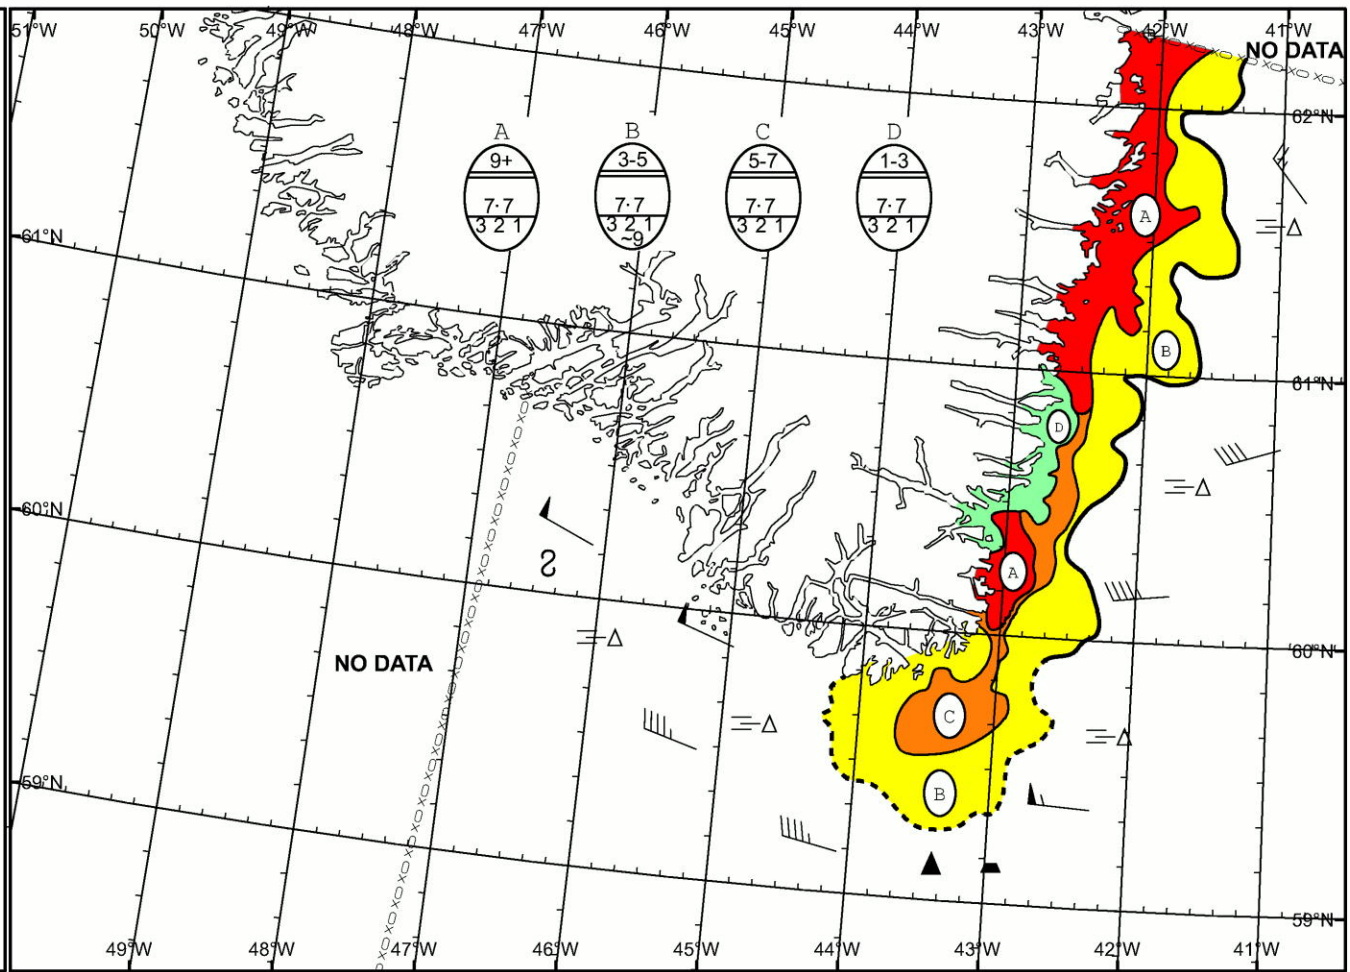 51°W 50°W 49°W 48°W 47°W 46°W 45°W 44°W 43°W 42°W 41°W
NO DATA
62°N
A B C D
9+ 3-5 5-7 1-3
7·7 7·7 7·7 7·7
3 2 1 3 2 1 3 2 1 3 2 1
~9
A
61°N
B
61°N
D
60°N
A
60°N
NO DATA
C
59°N
B
59°N
49°W 48°W 47°W 46°W 45°W 44°W 43°W 42°W 41°W